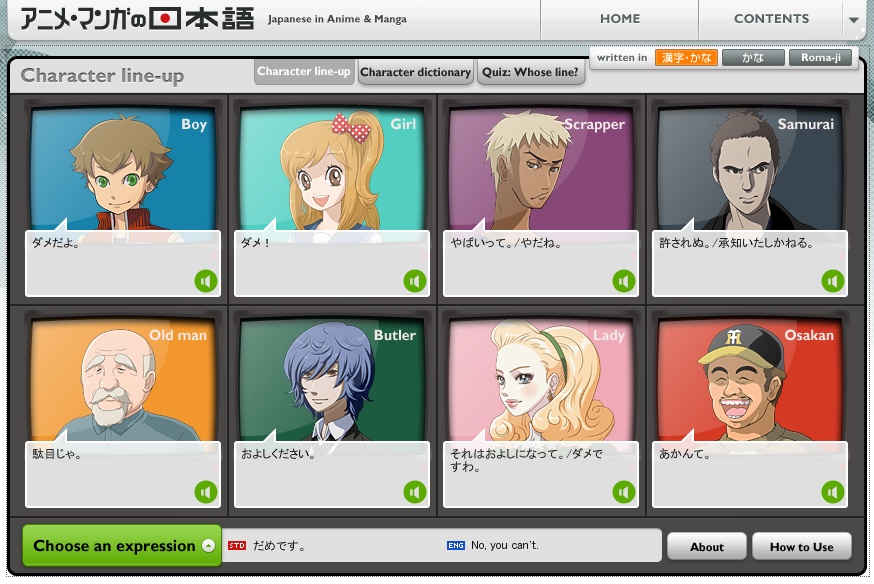 アニメ・マンガの日本語
Japanese in Anime & Manga
HOME
CONTENTS
Character line-up
Character line-up
Character dictionary
Quiz: Whose line?
written in
漢字・かな
かな
Roma-ji
Boy
ダメだよ。
Girl
ダメ！
Scrapper
やばいって。/やだね。
Samurai
許されぬ。/承知いたしかねる。
Old man
駄目じゃ。
Butler
およしください。
Lady
それはおよしになって。/ダメで
すわ。
Osakan
あかんて。
Choose an expression
STD だめです。
ENG No, you can't.
About
How to Use